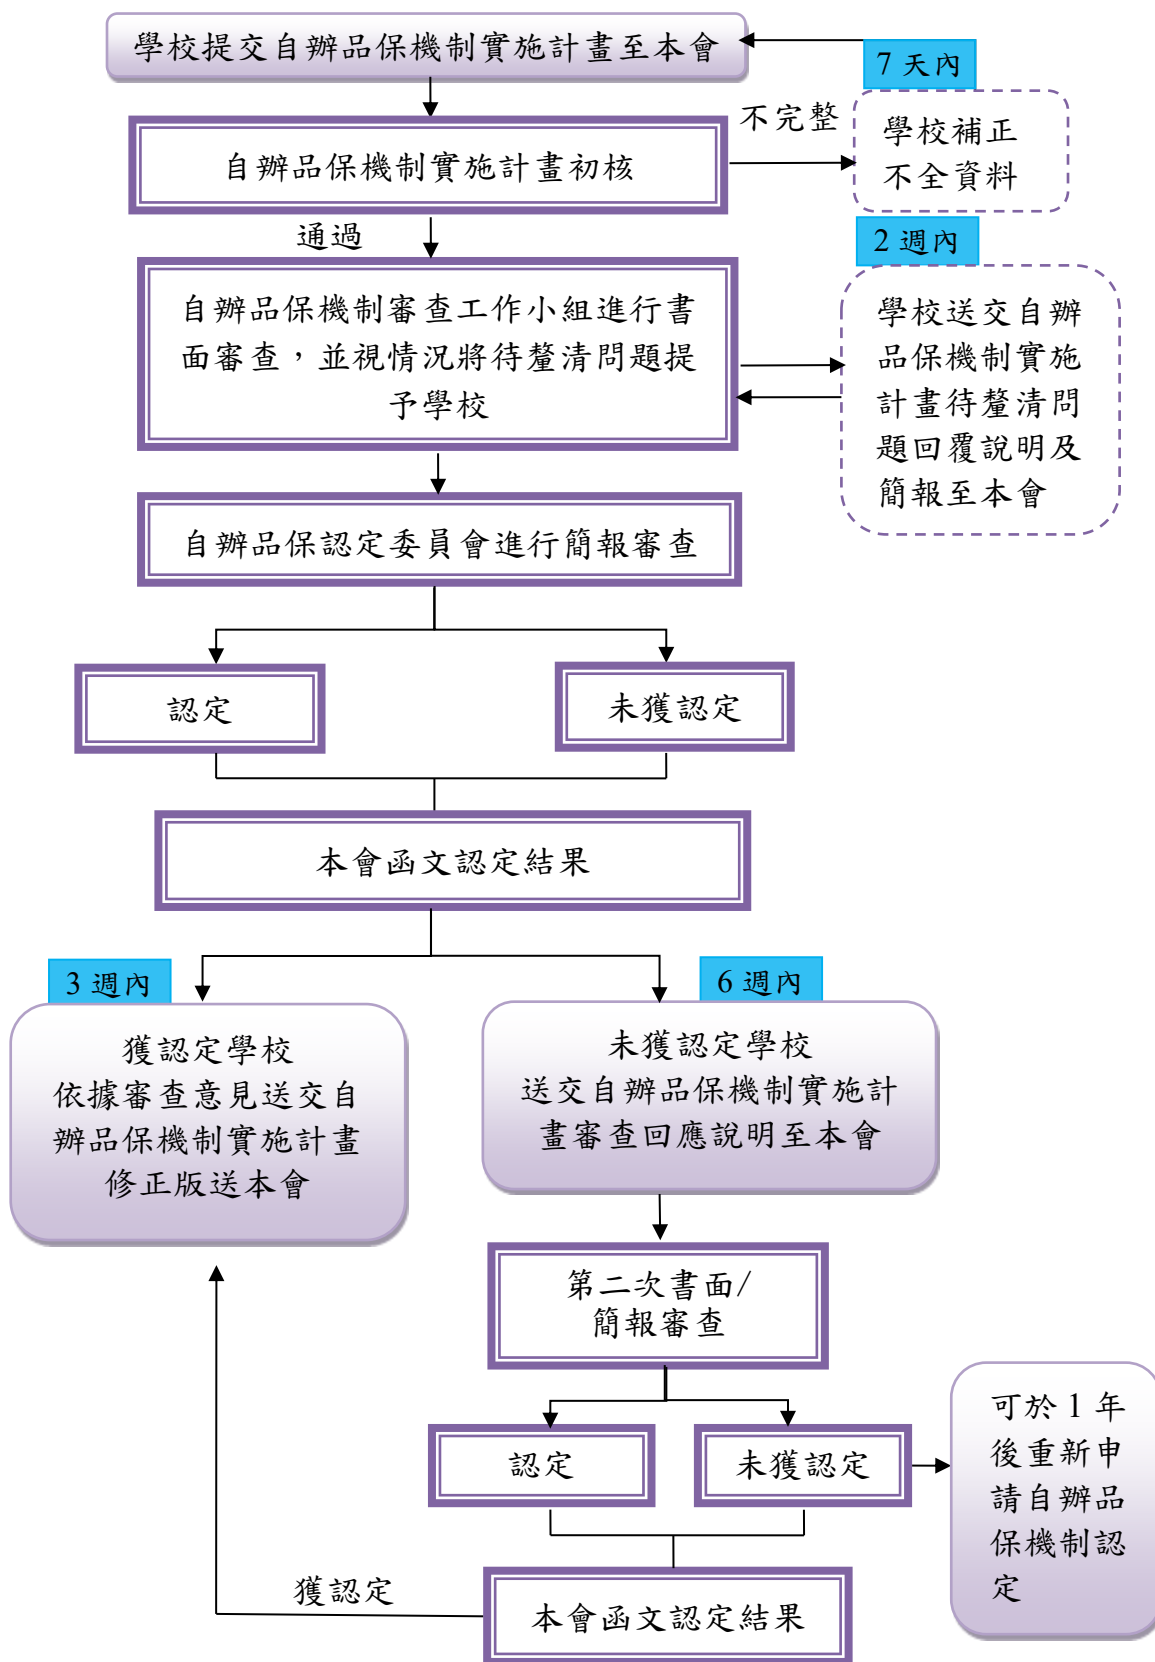 學校提交自辦品保機制實施計畫至本會
7 天內
不完整
學校補正
不全資料
自辦品保機制實施計畫初核
通過
2 週內
自辦品保機制審查工作小組進行書
面審查，並視情況將待釐清問題提
予學校
學校送交自辦
品保機制實施
計畫待釐清問
題回覆說明及
簡報至本會
自辦品保認定委員會進行簡報審查
認定
未獲認定
本會函文認定結果
3 週內
獲認定學校
依據審查意見送交自
辦品保機制實施計畫
修正版送本會
6 週內
未獲認定學校
送交自辦品保機制實施計
畫審查回應說明至本會
第二次書面/
簡報審查
認定
未獲認定
可於 1 年
後重新申
請自辦品
保機制認
定
獲認定
本會函文認定結果